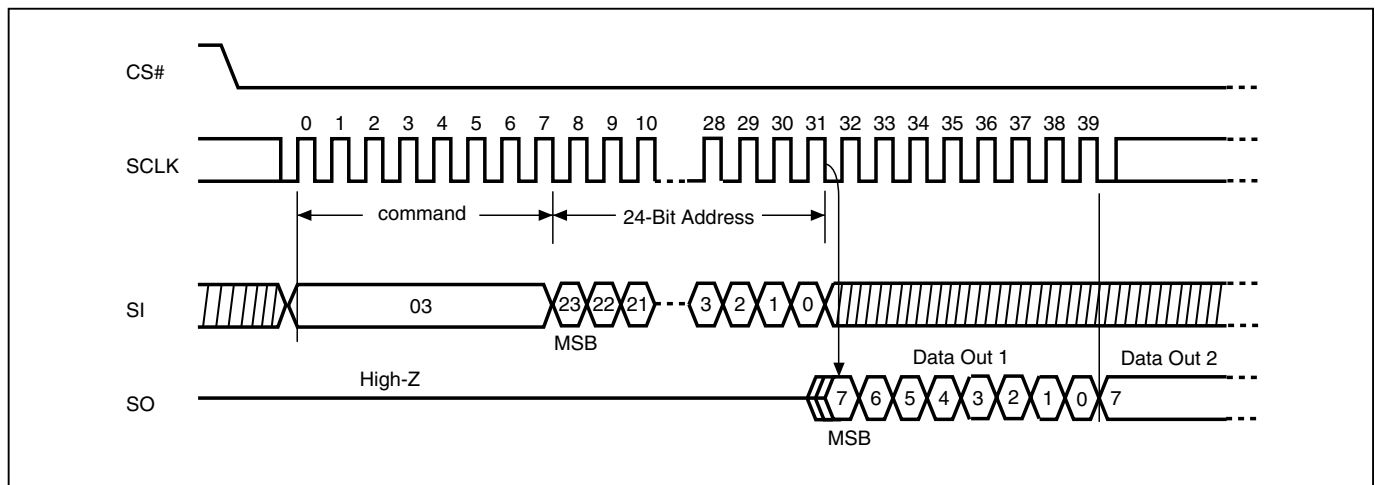 CS#
0 1 2 3 4 5 6 7 8 9 10 28 29 30 31 32 33 34 35 36 37 38 39
SCLK
command
24-Bit Address
SI
03
23 22 21 3 2 1 0
MSB
Data Out 1
Data Out 2
High-Z
SO
7 6 5 4 3 2 1 0 7
MSB